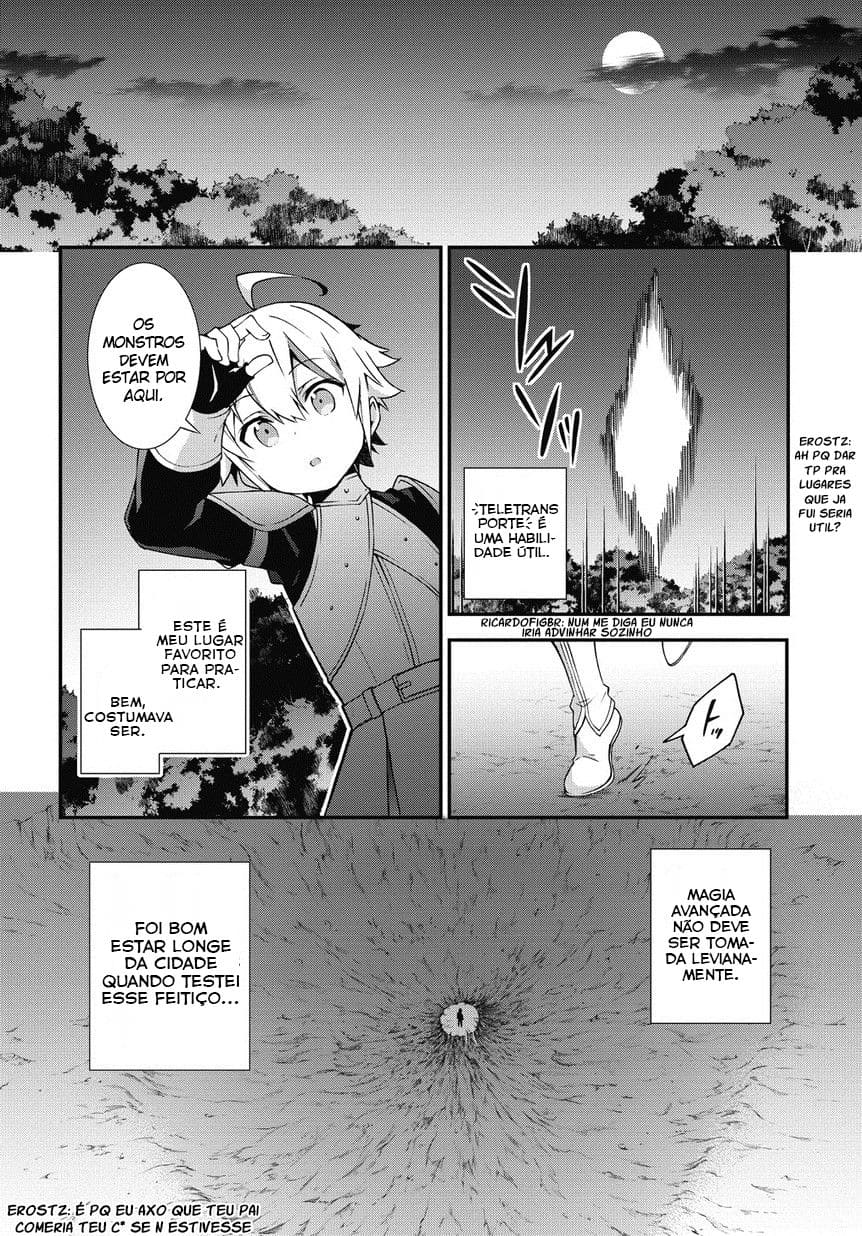 -TELETRANS
PORTE- É
UMA HABILI-
DADE ÚTIL.
EROSTZ:
AH PQ DAR
TP PRA
LUGARES
QUE JA
FUI SERIA
UTIL?
RICARDOFIGBR: NUM ME DIGA EU NUNCA
IRIA ADVINHAR SOZINHO
ドッ
OS
MONSTROS
DEVEM
ESTAR POR
AQUI.
ESTE É
MEU LUGAR
FAVORITO
PARA PRA-
TICAR.
BEM,
COSTUMAVA
SER.
MAGIA
AVANÇADA
NÃO DEVE
SER TOMA-
DA LEVIANA-
MENTE.
FOI BOM
ESTAR LONGE
DA CIDADE
QUANDO TESTEI
ESSE FEITIÇO...
EROSTZ: É PQ EU AXO QUE TEU PAI
COMERIA TEU C* SE N ESTIVESSE